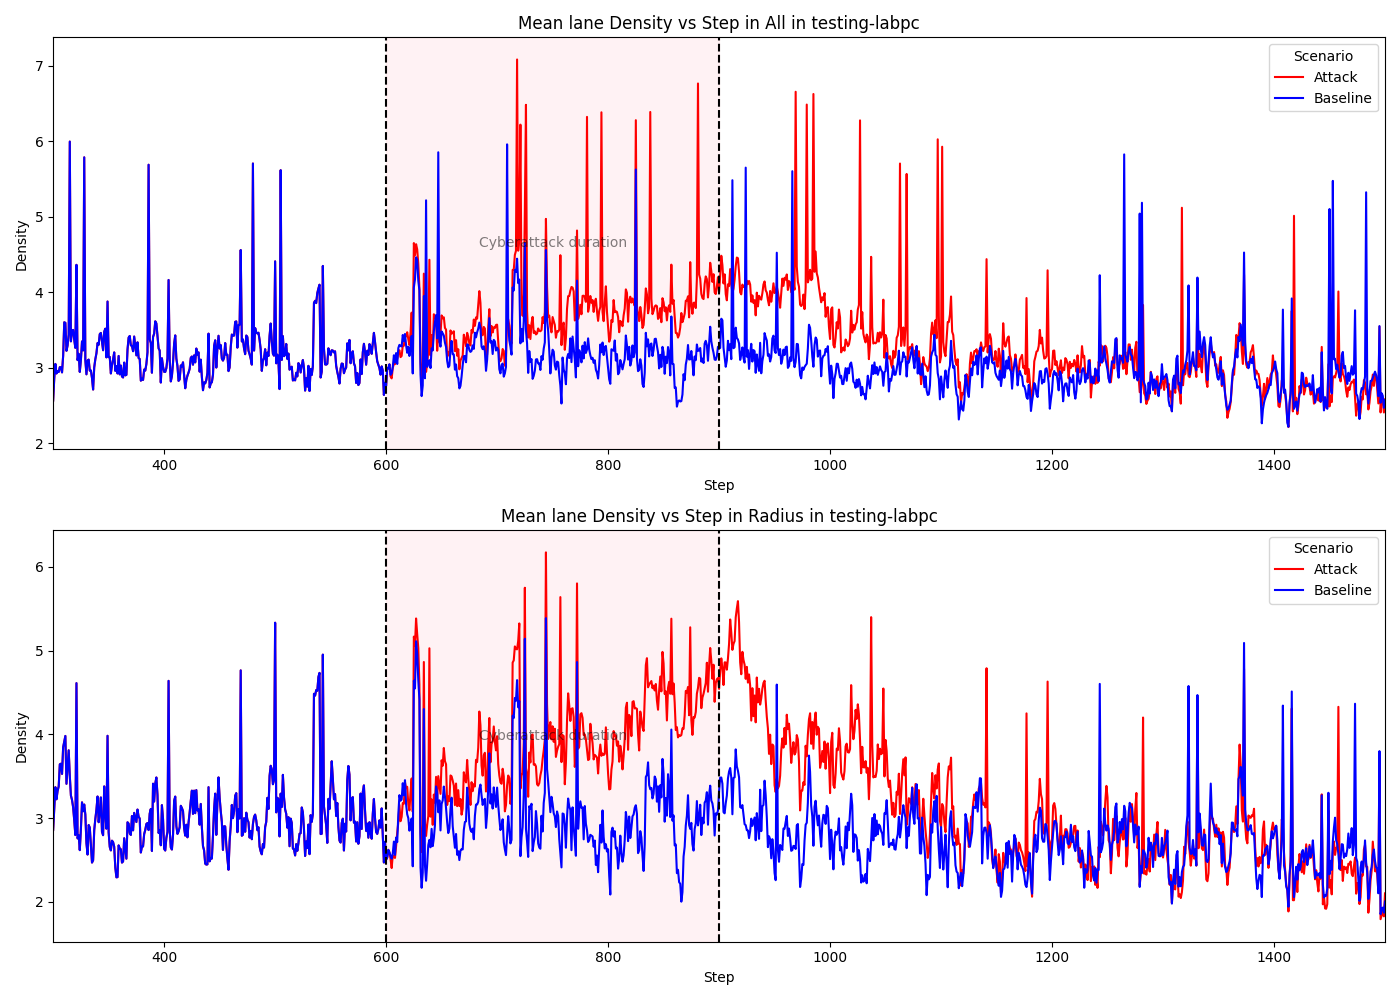 Mean lane Density vs Step in All in testing-labpc
Density
7
6
5
4
3
2
Scenario
Attack
Baseline
Cyberattack duration
400 600 800 1000 1200 1400
Step
Mean lane Density vs Step in Radius in testing-labpc
Density
6
5
4
3
2
Scenario
Attack
Baseline
Cyberattack duration
400 600 800 1000 1200 1400
Step